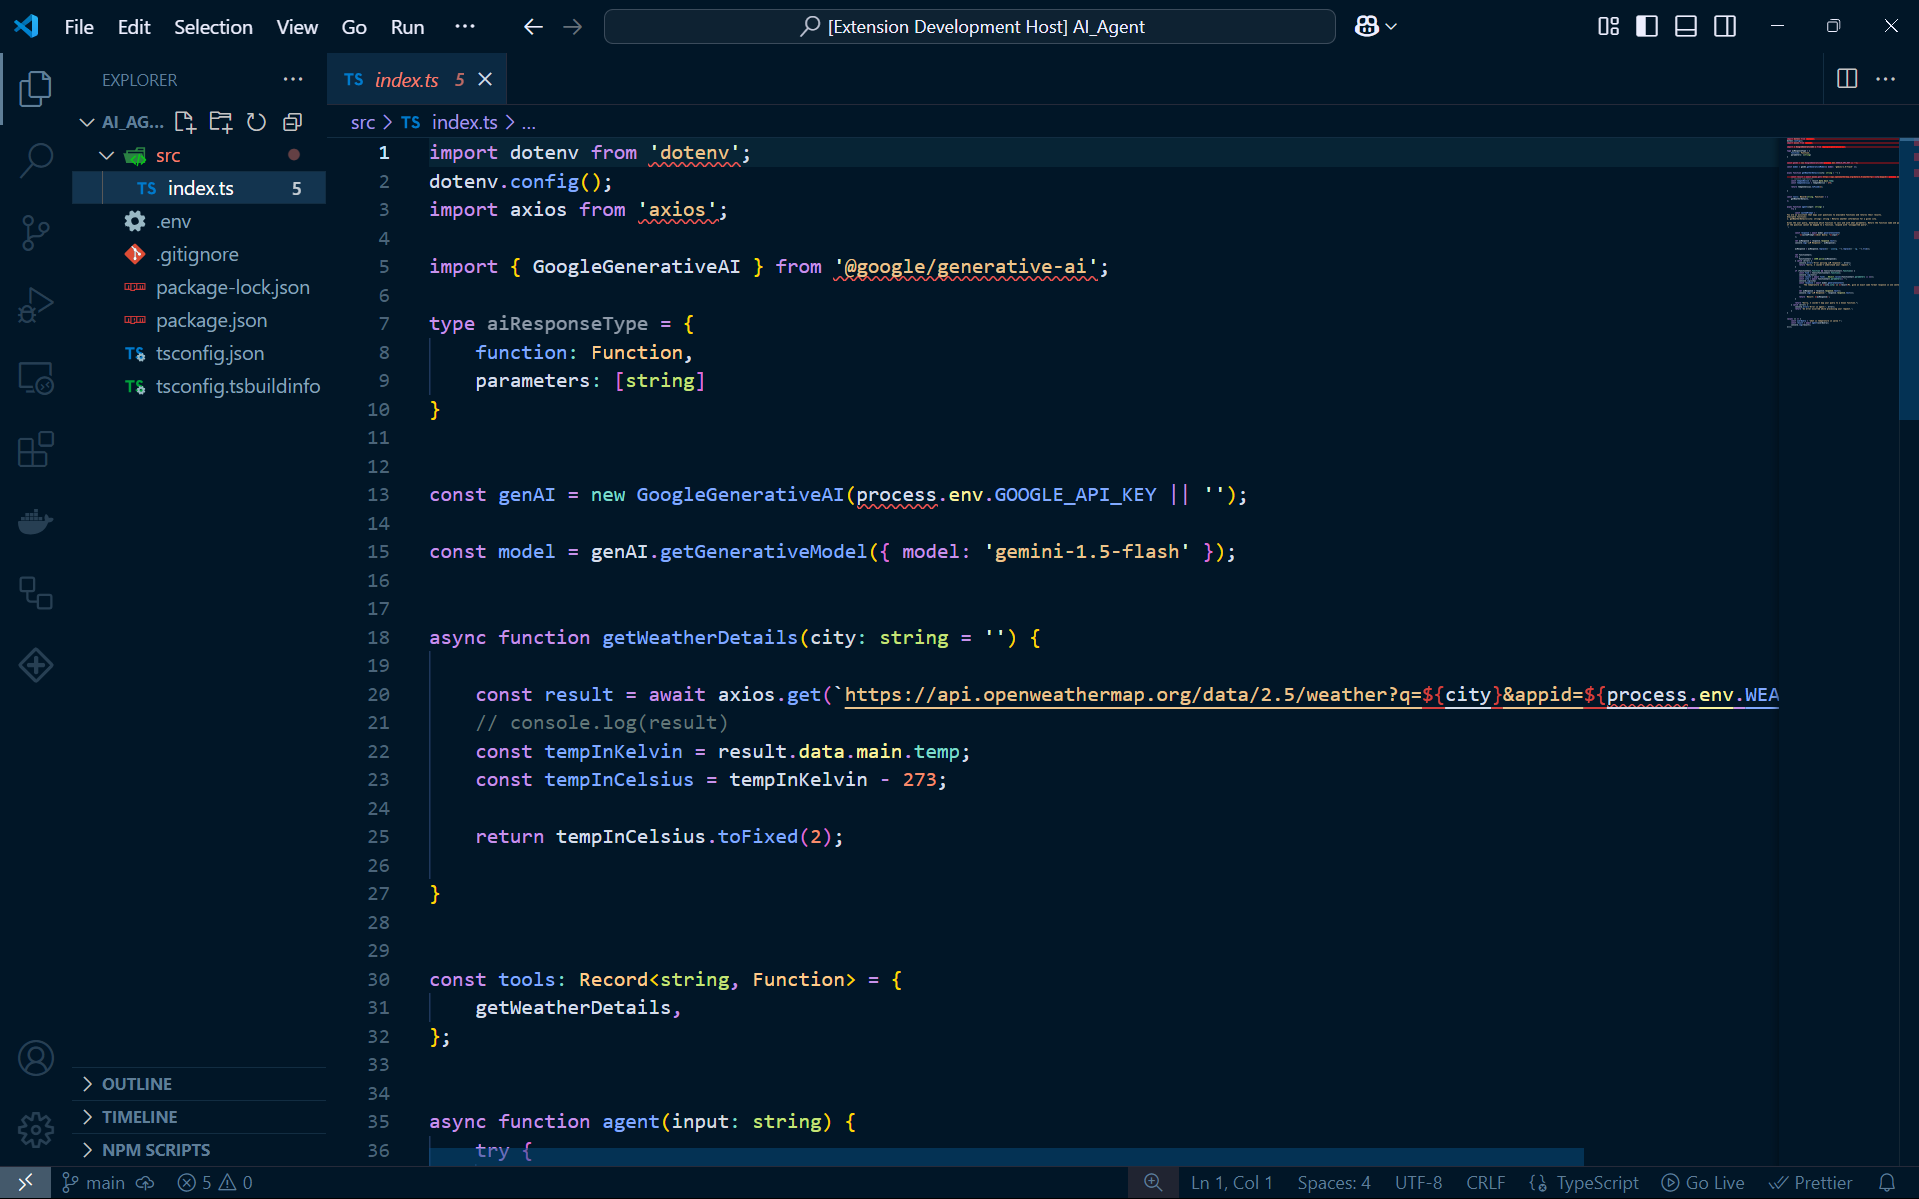 File Edit Selection View Go Run ··· [Extension Development Host] AI_Agent
EXPLORER ···
TS index.ts 5
AI_AG...
src > TS index.ts > ...
src
TS index.ts 5
.env
.gitignore
package-lock.json
package.json
tsconfig.json
tsconfig.tsbuildinfo
1 import dotenv from 'dotenv';
2 dotenv.config();
3 import axios from 'axios';
4
5 import { GoogleGenerativeAI } from '@google/generative-ai';
6
7 type aiResponseType = {
8 function: Function,
9 parameters: [string]
10 }
11
12
13 const genAI = new GoogleGenerativeAI(process.env.GOOGLE_API_KEY || '');
14
15 const model = genAI.getGenerativeModel({ model: 'gemini-1.5-flash' });
16
17
18 async function getWeatherDetails(city: string = '') {
19
20 const result = await axios.get(`https://api.openweathermap.org/data/2.5/weather?q=${city}&appid=${process.env.WEA
21 // console.log(result)
22 const tempInKelvin = result.data.main.temp;
23 const tempInCelsius = tempInKelvin - 273;
24
25 return tempInCelsius.toFixed(2);
26
27 }
28
29
30 const tools: Record<string, Function> = {
31 getWeatherDetails,
32 };
33
34
35 async function agent(input: string) {
36 try {
OUTLINE
TIMELINE
NPM SCRIPTS
main 5 0 Ln 1, Col 1 Spaces: 4 UTF-8 CRLF {} TypeScript Go Live Prettier